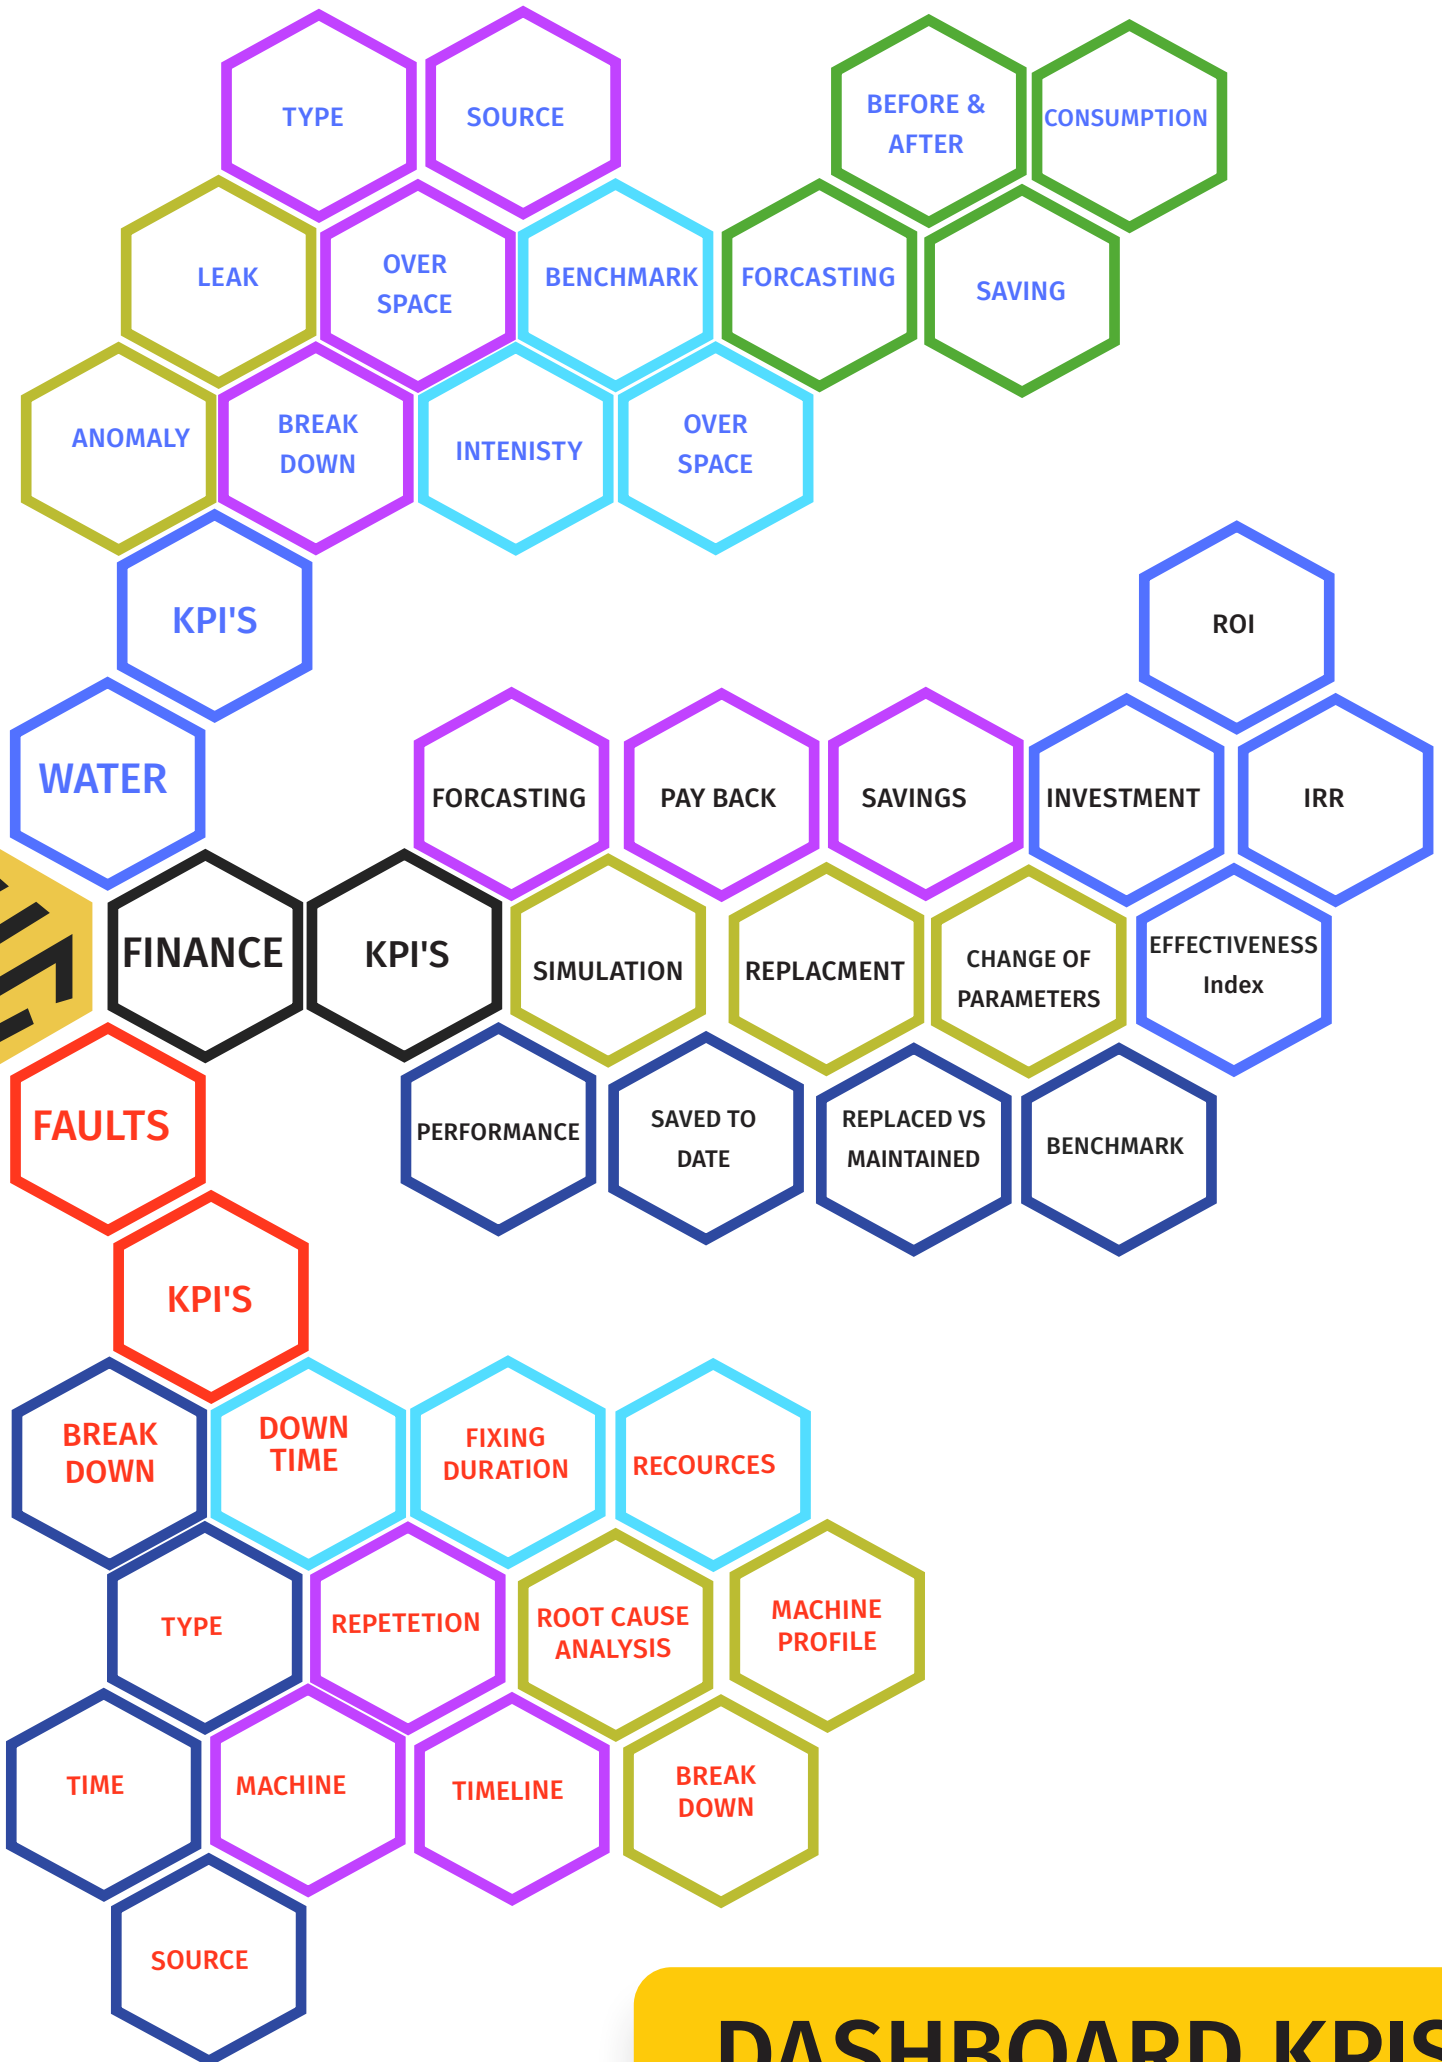 TYPE
SOURCE
BEFORE &
AFTER
CONSUMPTION
LEAK
OVER
SPACE
BENCHMARK
FORCASTING
SAVING
ANOMALY
BREAK
DOWN
INTENISTY
OVER
SPACE
KPI'S
ROI
WATER
FORCASTING
PAY BACK
SAVINGS
INVESTMENT
IRR
FINANCE
KPI'S
SIMULATION
REPLACMENT
CHANGE OF
PARAMETERS
EFFECTIVENESS
Index
FAULTS
PERFORMANCE
SAVED TO
DATE
REPLACED VS
MAINTAINED
BENCHMARK
KPI'S
BREAK
DOWN
DOWN
TIME
FIXING
DURATION
RECOURCES
TYPE
REPETETION
ROOT CAUSE
ANALYSIS
MACHINE
PROFILE
TIME
MACHINE
TIMELINE
BREAK
DOWN
SOURCE
DASHBOARD KPIS